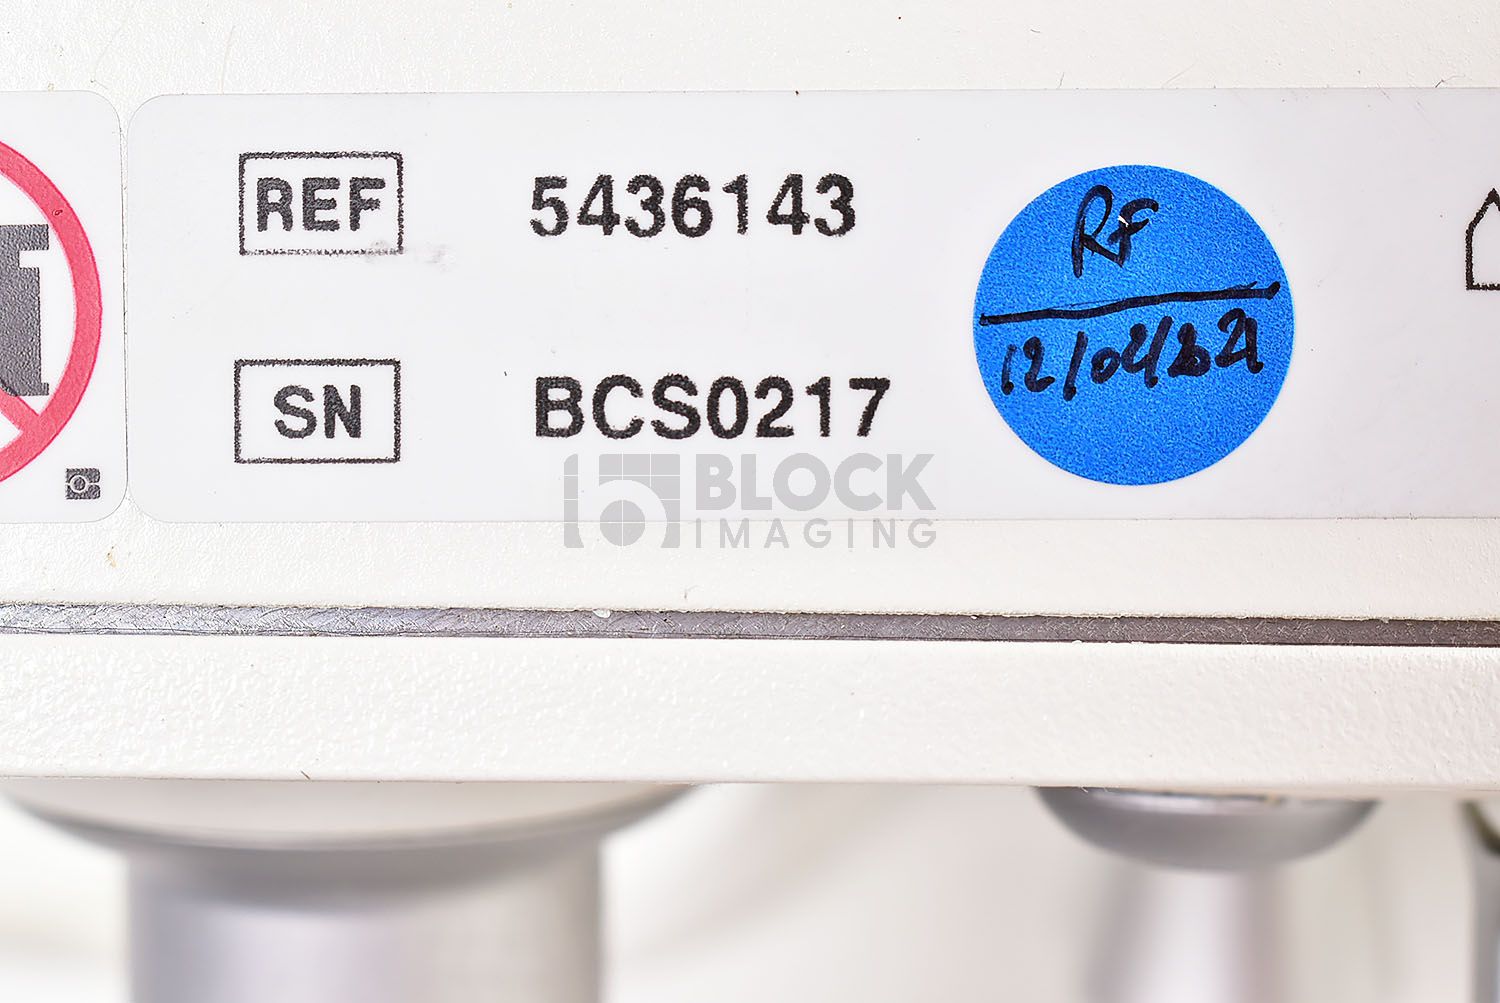 REF 5436143
SN BCS0217
RF
BLOCK
IMAGING